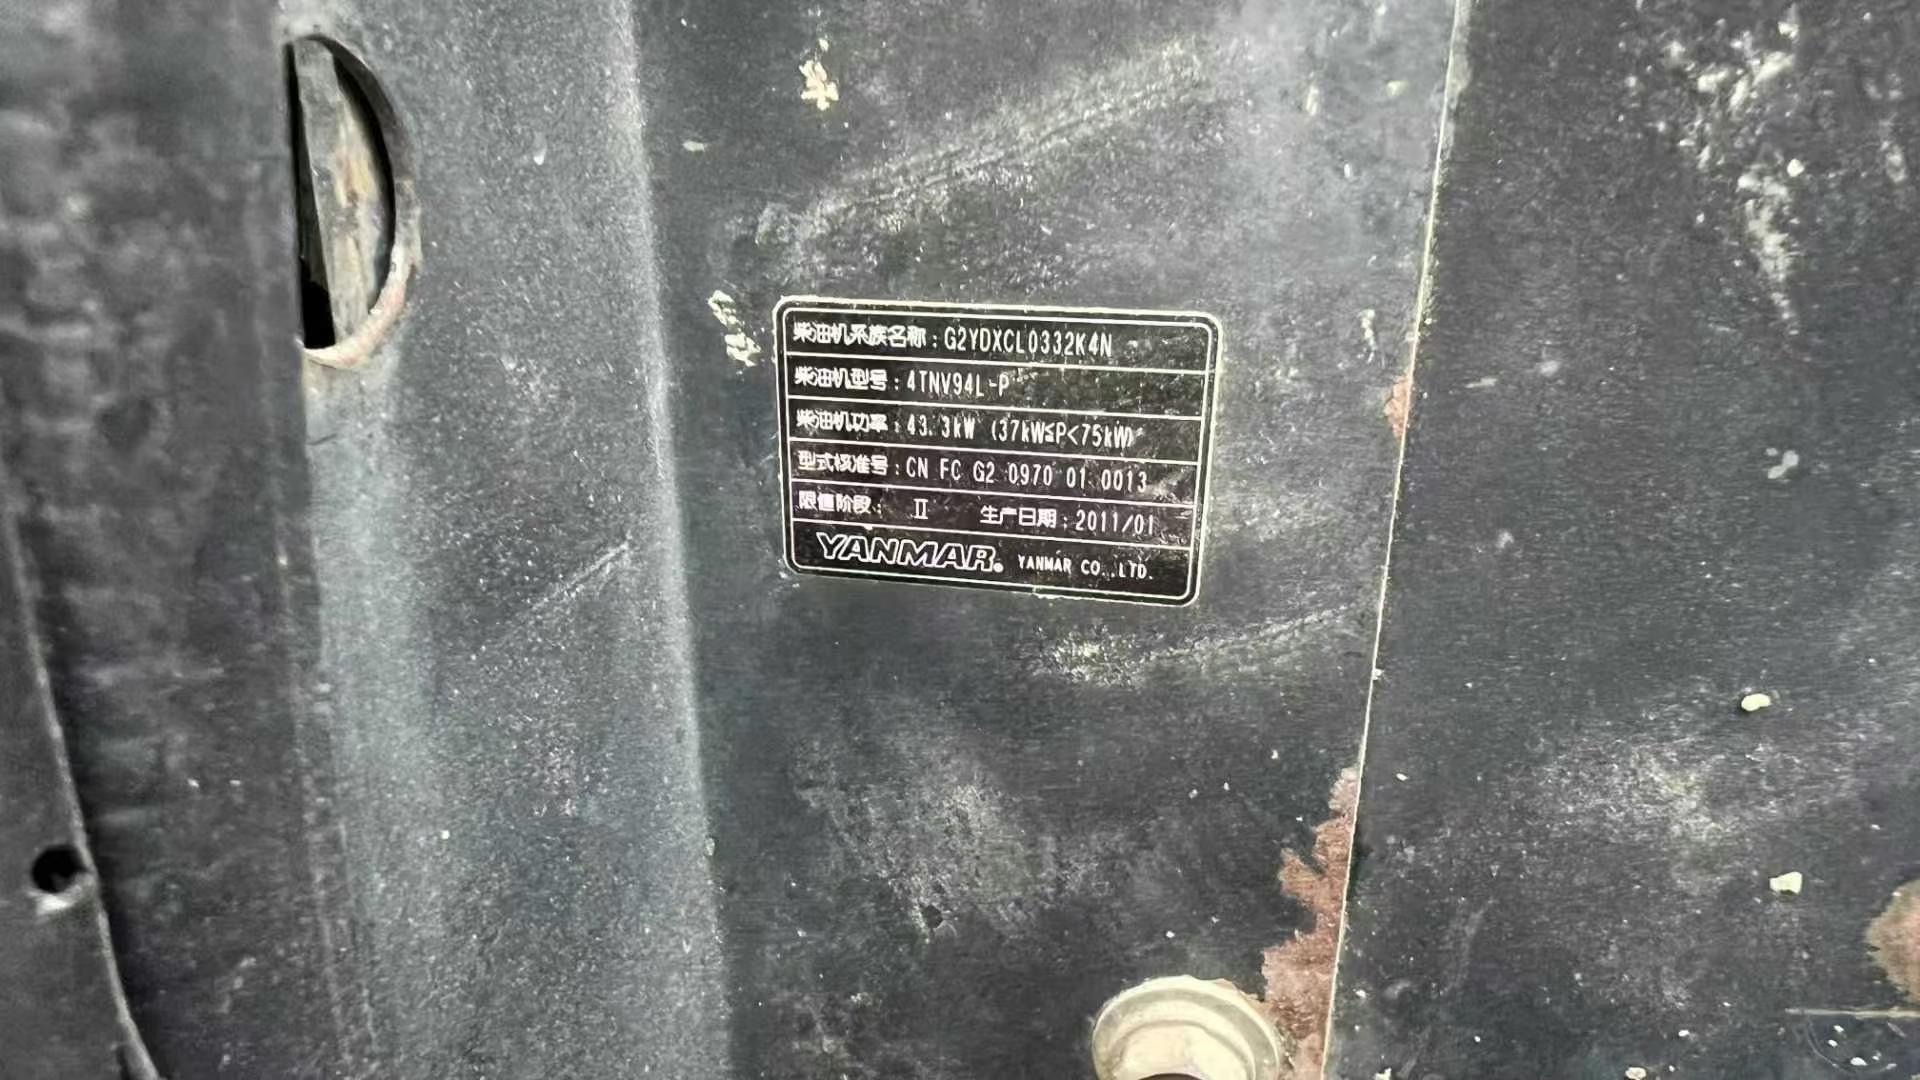 柴油机系族名称：G2YDXCL0332K4N
柴油机型号：4TNV94L-P
柴油机功率：43.3kW (37kW≤P<75kW)
型式核准号：CN FC G2 0970 01 0013
限值阶段： Ⅱ 生产日期：2011/01
YANMAR. YANMAR CO.,LTD.